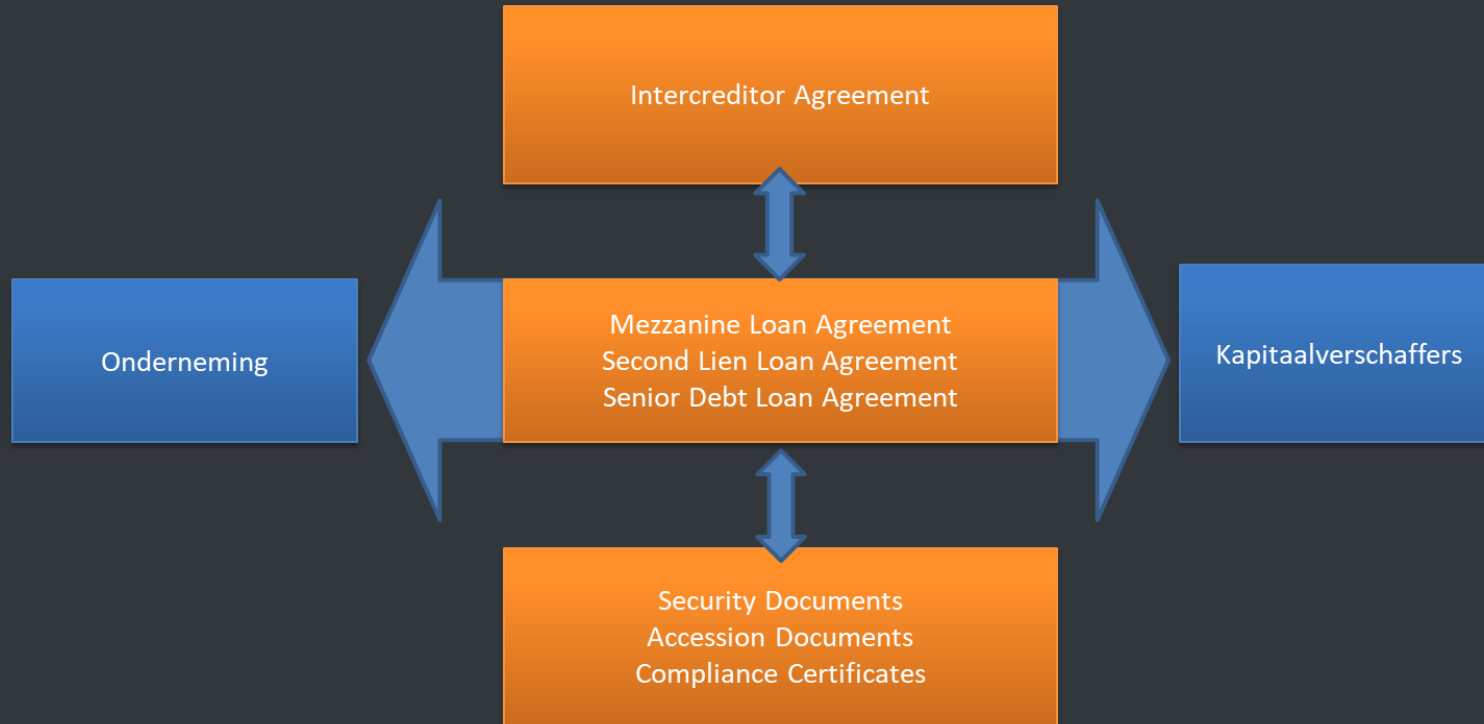 Intercreditor Agreement
Onderneming
Mezzanine Loan Agreement
Second Lien Loan Agreement
Senior Debt Loan Agreement
Kapitaalverschaffers
Security Documents
Accession Documents
Compliance Certificates